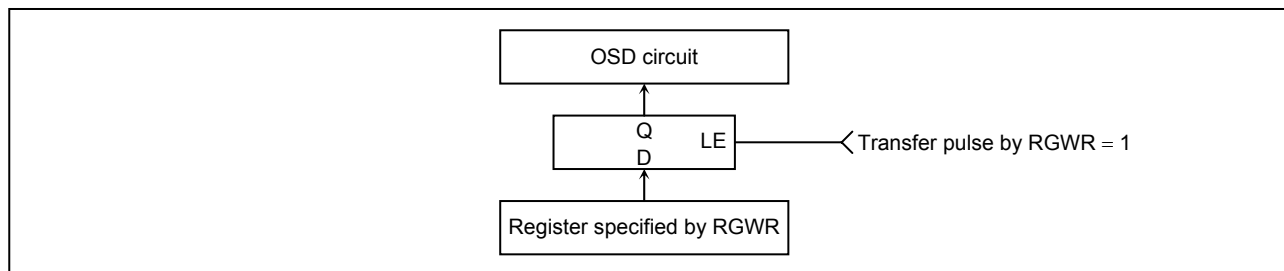 OSD circuit
Q
LE
D
Transfer pulse by RGWR = 1
Register specified by RGWR